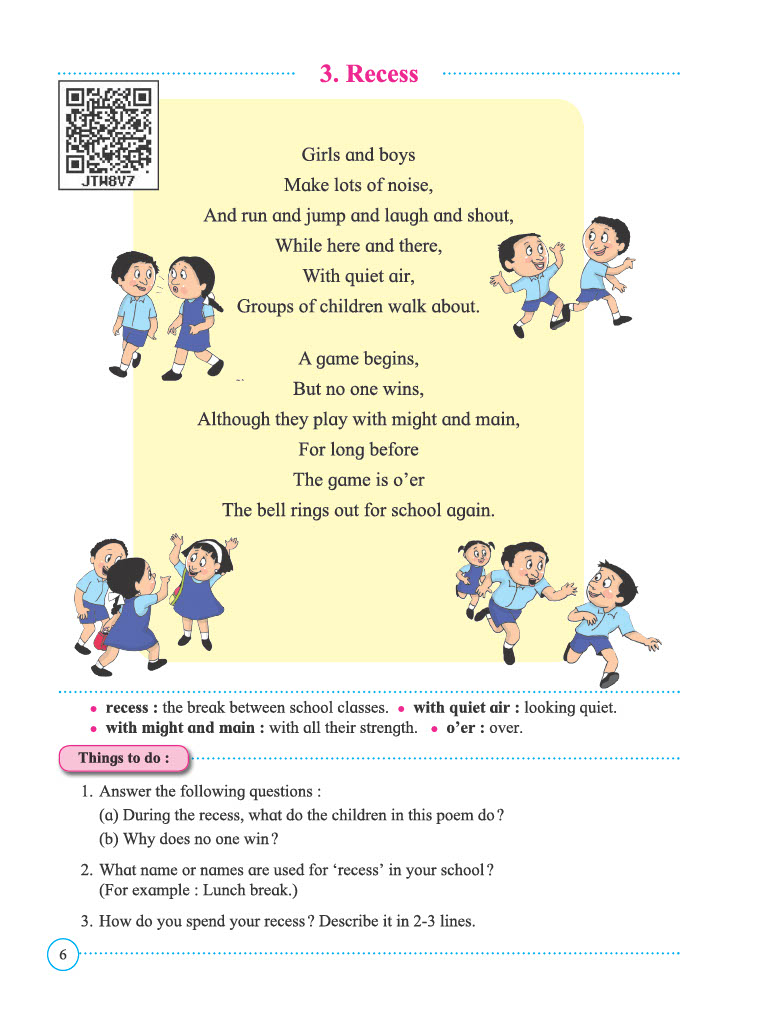 3. Recess
JTW8V7
Girls and boys
Make lots of noise,
And run and jump and laugh and shout,
While here and there,
With quiet air,
Groups of children walk about.
A game begins,
But no one wins,
Although they play with might and main,
For long before
The game is o’er
The bell rings out for school again.
• recess : the break between school classes. • with quiet air : looking quiet.
• with might and main : with all their strength. • o’er : over.
Things to do :
1. Answer the following questions :
(a) During the recess, what do the children in this poem do?
(b) Why does no one win?
2. What name or names are used for ‘recess’ in your school?
(For example : Lunch break.)
3. How do you spend your recess? Describe it in 2-3 lines.
6